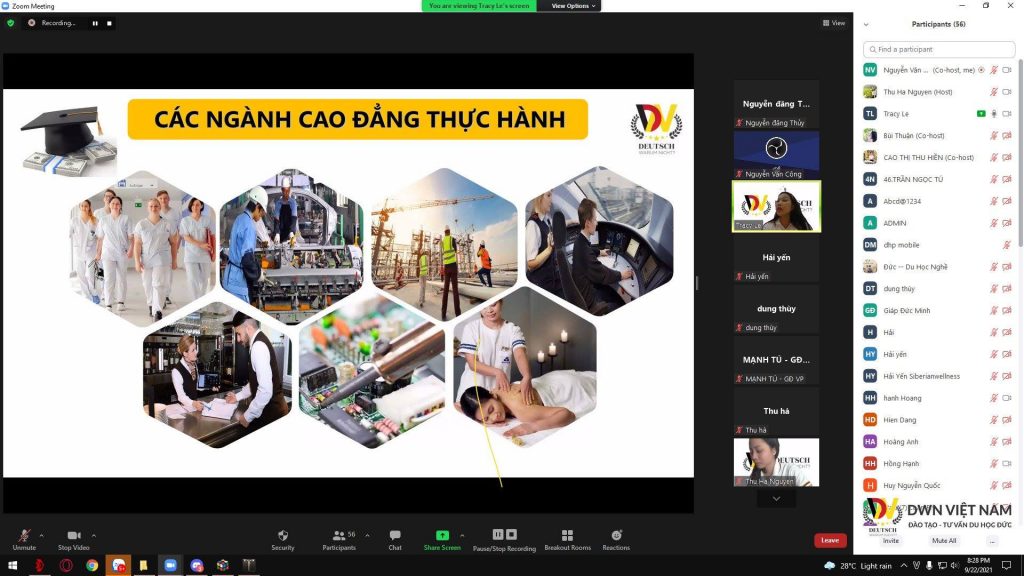 Zoom Meeting
You are viewing Tracy Le's screen
View Options
Recording...
View
Participants (56)
Find a participant
CÁC NGÀNH CAO ĐẲNG THỰC HÀNH
DEUTSCH
WARUM NICHT?
Nguyễn đăng T...
Nguyễn đăng Thủy
Nguyễn Văn Công
Tracy Le
Hải yến
Hải yến
dung thùy
dung thùy
MẠNH TÚ - GĐ...
MẠNH TÚ - GĐ VP
Thu hà
Thu hà
DEUTSCH
Thu Ha Nguyen
NV Nguyễn Văn ... (Co-host, me)
Thu Ha Nguyen (Host)
TL Tracy Le
Bùi Thuận (Co-host)
CAO THỊ THU HIỀN (Co-host)
4N 46.TRẦN NGỌC TÚ
A Abcd@1234
A ADMIN
DM dhp mobile
Đức -- Du Học Nghề
DT dung thùy
GĐ Giáp Đức Minh
H Hải
HY Hải yến
HY Hải Yến Siberianwellness
HH hanh Hoang
HD Hien Dang
HA Hoàng Anh
HH Hồng Hạnh
H Huy Nguyễn Quốc
DWN VIỆT NAM
ĐÀO TẠO - TƯ VẤN DU HỌC ĐỨC
DEUTSCH
Invite
Mute All
...
Unmute
Stop Video
Security
56
Participants
Chat
Share Screen
Pause/Stop Recording
Breakout Rooms
Reactions
Leave
28°C Light rain
8:28 PM
9/22/2021